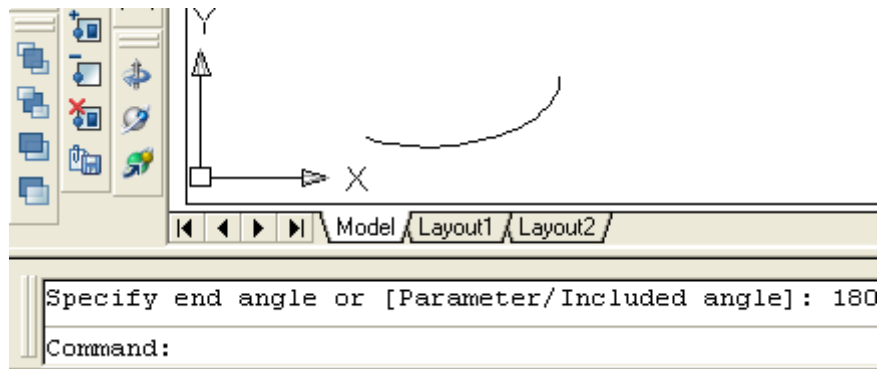 Y
X
Model Layout1 Layout2
Specify end angle or [Parameter/Included angle]: 180
Command: